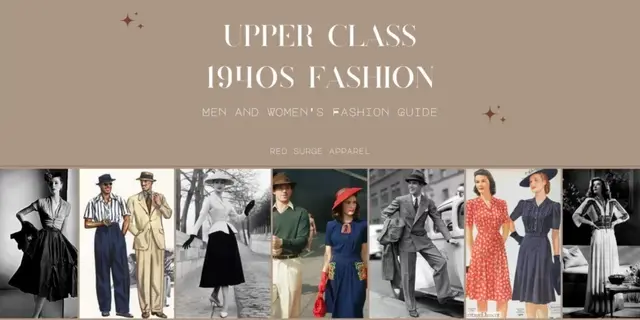 UPPER CLASS
1940S FASHION
MEN AND WOMEN'S FASHION GUIDE
RED SURGE APPAREL